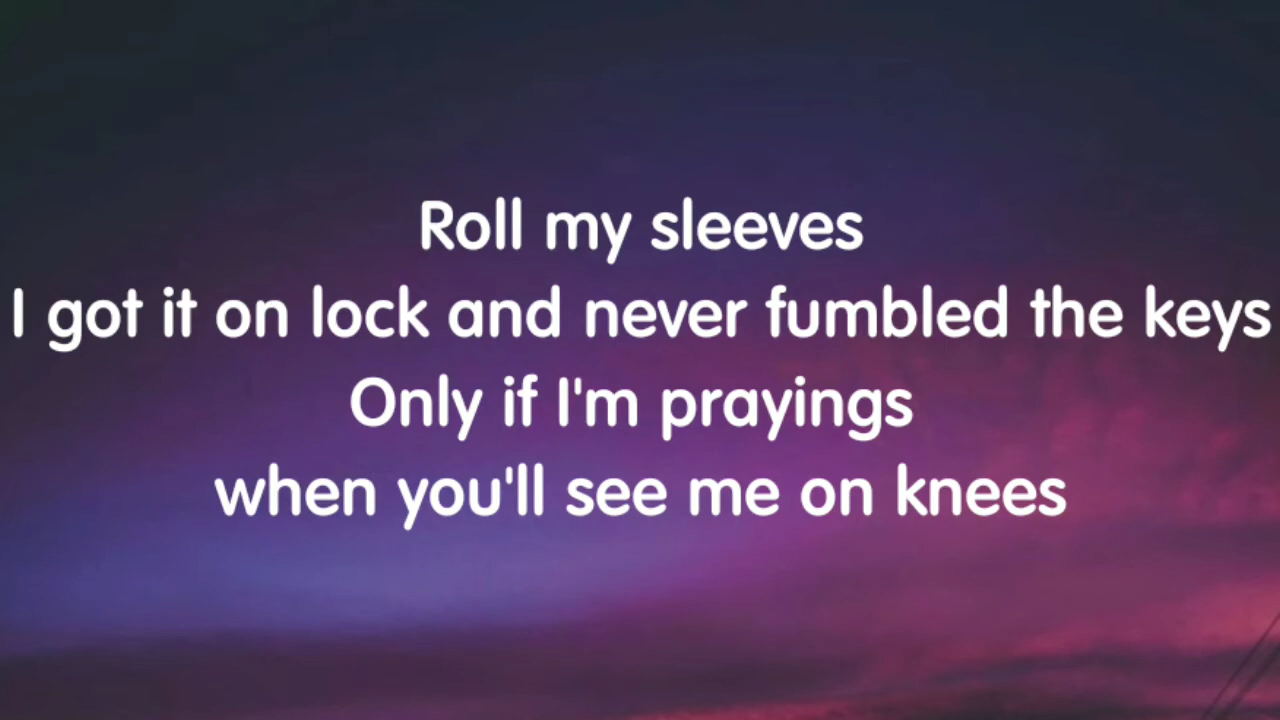 Roll my sleeves
I got it on lock and never fumbled the keys
Only if I'm prayings
when you'll see me on knees